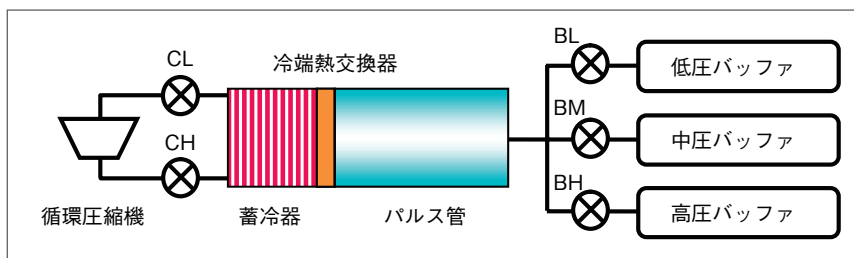 CL
冷端熱交換器
BL
低圧バッファ
BM
中圧バッファ
CH
BH
高圧バッファ
循環圧縮機
蓄冷器
パルス管